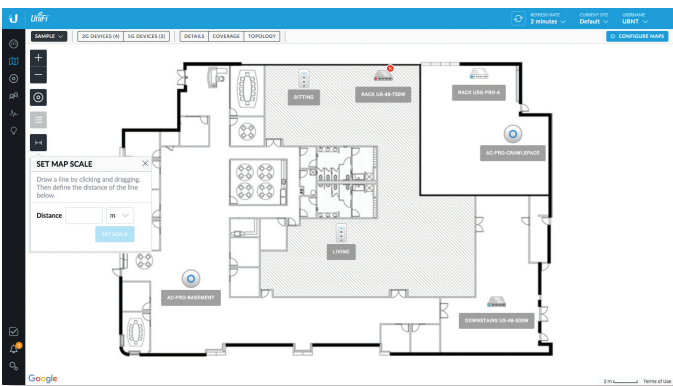 UniFi
REFRESH RATE
2 minutes
CURRENT SITE
Default
USERNAME
UBNT
SAMPLE
2G DEVICES (4)
5G DEVICES (2)
DETAILS
COVERAGE
TOPOLOGY
CONFIGURE MAPS
SITTING
RACK US-48-750W
RACK USG-PRO-4
AC-PRO-CRAWLSPACE
SET MAP SCALE
Draw a line by clicking and dragging.
Then define the distance of the line
below.
Distance
m
SET SCALE
LIVING
AC-PRO-BASEMENT
DOWNSTAIRS US-48-500W
Google
2 m
Terms of Use